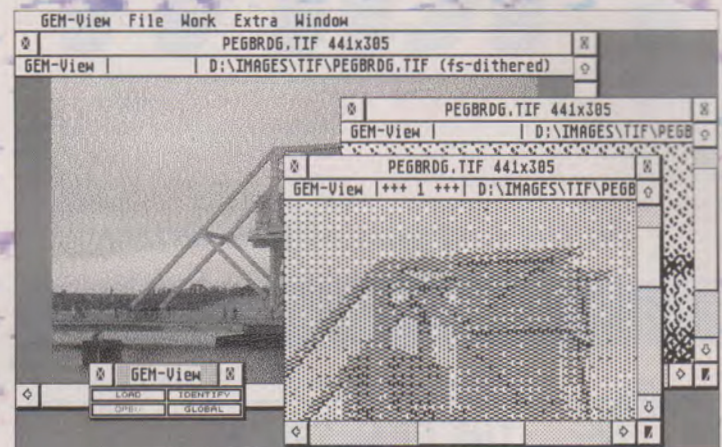 GEM-View File Work Extra Window
PEGBRDG.TIF 441x305
GEM-View | | D:\IMAGES\TIF\PEGBRDG.TIF (fs-dithered)
PEGBRDG.TIF 441x305
GEM-View | | D:\IMAGES\TIF\PEGB
PEGBRDG.TIF 441x305
GEM-View |+++ 1 +++| D:\IMAGES\TIF\PEGB
GEM-View
LOAD IDENTIFY
GLOBAL